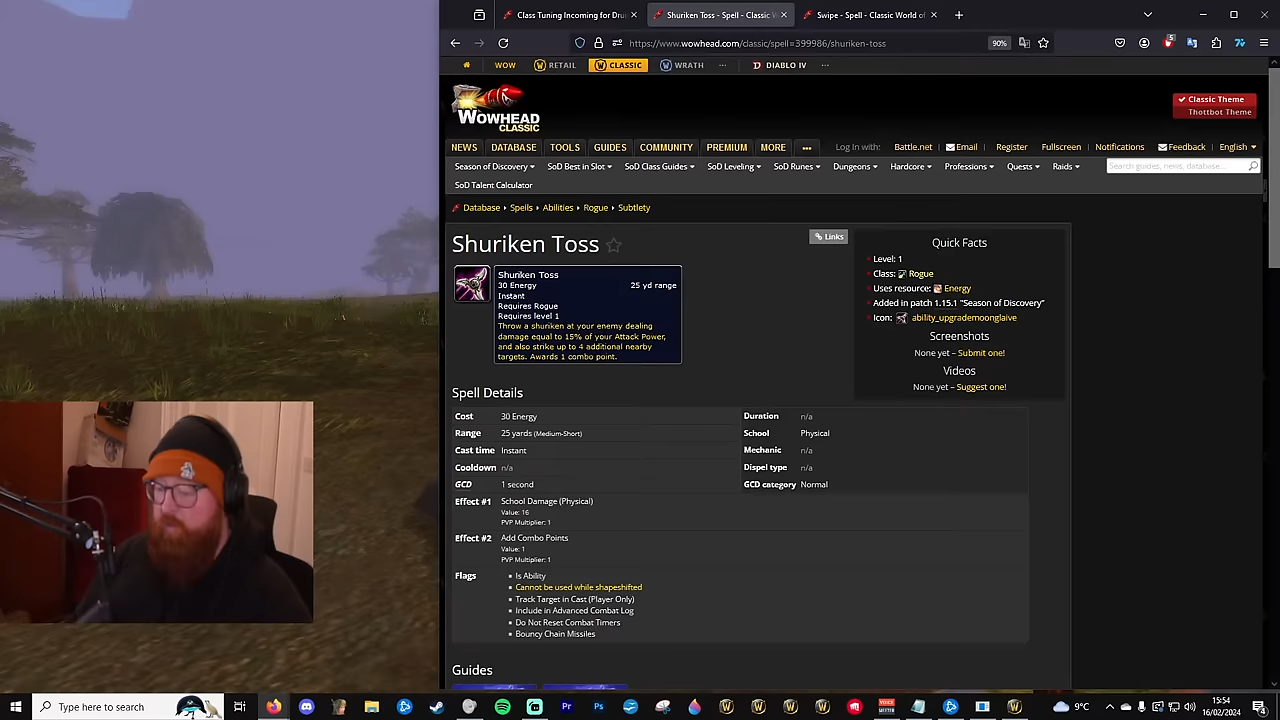 Class Tuning Incoming for Dru
Shuriken Toss - Spell - Classic W
Swipe - Spell - Classic World of
https://www.wowhead.com/classic/spell=399986/shuriken-toss
90%
5
WOW
RETAIL
CLASSIC
WRATH
DIABLO IV
WOWHEAD
CLASSIC
Classic Theme
Thottbot Theme
NEWS
DATABASE
TOOLS
GUIDES
COMMUNITY
PREMIUM
MORE
Log In with:
Battle.net
Email
Register
Fullscreen
Notifications
Feedback
English
Season of Discovery
SoD Best in Slot
SoD Class Guides
SoD Leveling
SoD Runes
Dungeons
Hardcore
Professions
Quests
Raids
Search guides, news, database...
SoD Talent Calculator
Database
Spells
Abilities
Rogue
Subtlety
Shuriken Toss
Links
Shuriken Toss
30 Energy 25 yd range
Instant
Requires Rogue
Requires level 1
Throw a shuriken at your enemy dealing
damage equal to 15% of your Attack Power,
and also strike up to 4 additional nearby
targets. Awards 1 combo point.
Quick Facts
Level: 1
Class: Rogue
Uses resource: Energy
Added in patch 1.15.1 "Season of Discovery"
Icon: ability_upgrademoonglaive
Screenshots
None yet – Submit one!
Videos
None yet – Suggest one!
Spell Details
Cost 30 Energy
Duration n/a
Range 25 yards (Medium-Short)
School Physical
Cast time Instant
Mechanic n/a
Cooldown n/a
Dispel type n/a
GCD 1 second
GCD category Normal
Effect #1 School Damage (Physical)
Value: 16
PVP Multiplier: 1
Effect #2 Add Combo Points
Value: 1
PVP Multiplier: 1
Flags
Is Ability
Cannot be used while shapeshifted
Track Target in Cast (Player Only)
Include in Advanced Combat Log
Do Not Reset Combat Timers
Bouncy Chain Missiles
Guides
Type here to search
9°C
15:54
16/02/2024